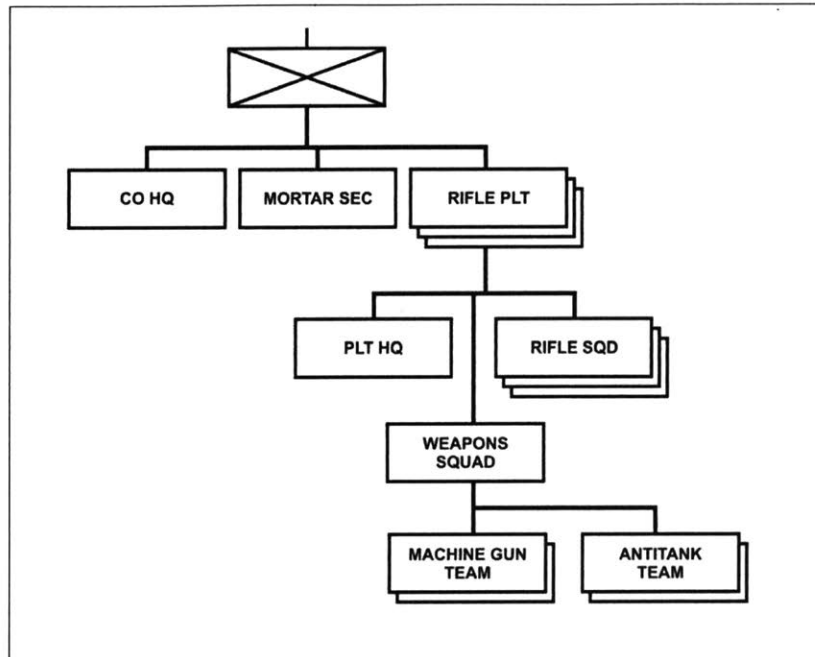 CO HQ
MORTAR SEC
RIFLE PLT
PLT HQ
RIFLE SQD
WEAPONS
SQUAD
MACHINE GUN
TEAM
ANTITANK
TEAM